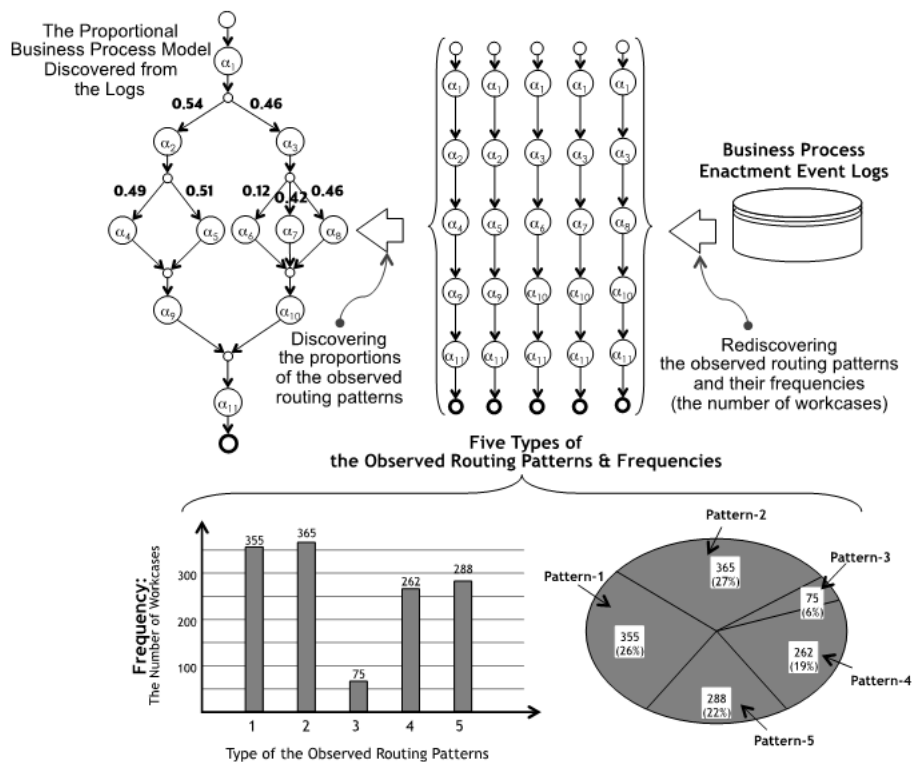 The Proportional
Business Process Model
Discovered from
the Logs
α1
0.54
0.46
α2
α3
0.49
0.51
0.12
0.42
0.46
α4
α5
α6
α7
α8
α9
α10
α11
Discovering
the proportions
of the observed
routing patterns
α1 α1 α1 α1 α1
α2 α2 α3 α3 α3
α4 α5 α6 α7 α8
α9 α9 α10 α10 α10
α11 α11 α11 α11 α11
Business Process
Enactment Event Logs
Rediscovering
the observed routing patterns
and their frequencies
(the number of workcases)
Five Types of
the Observed Routing Patterns & Frequencies
Frequency:
The Number of Workcases
300
200
100
355
365
75
262
288
1 2 3 4 5
Type of the Observed Routing Patterns
Pattern-2
Pattern-3
Pattern-1
365
(27%)
75
(6%)
355
(26%)
262
(19%)
Pattern-4
288
(22%)
Pattern-5